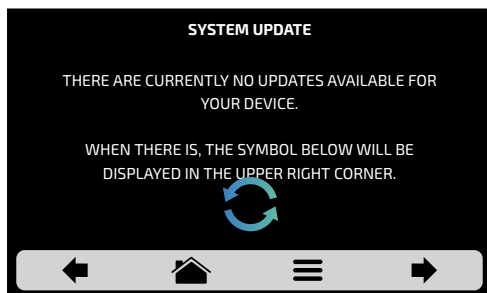 SYSTEM UPDATE
THERE ARE CURRENTLY NO UPDATES AVAILABLE FOR
YOUR DEVICE.
WHEN THERE IS, THE SYMBOL BELOW WILL BE
DISPLAYED IN THE UPPER RIGHT CORNER.